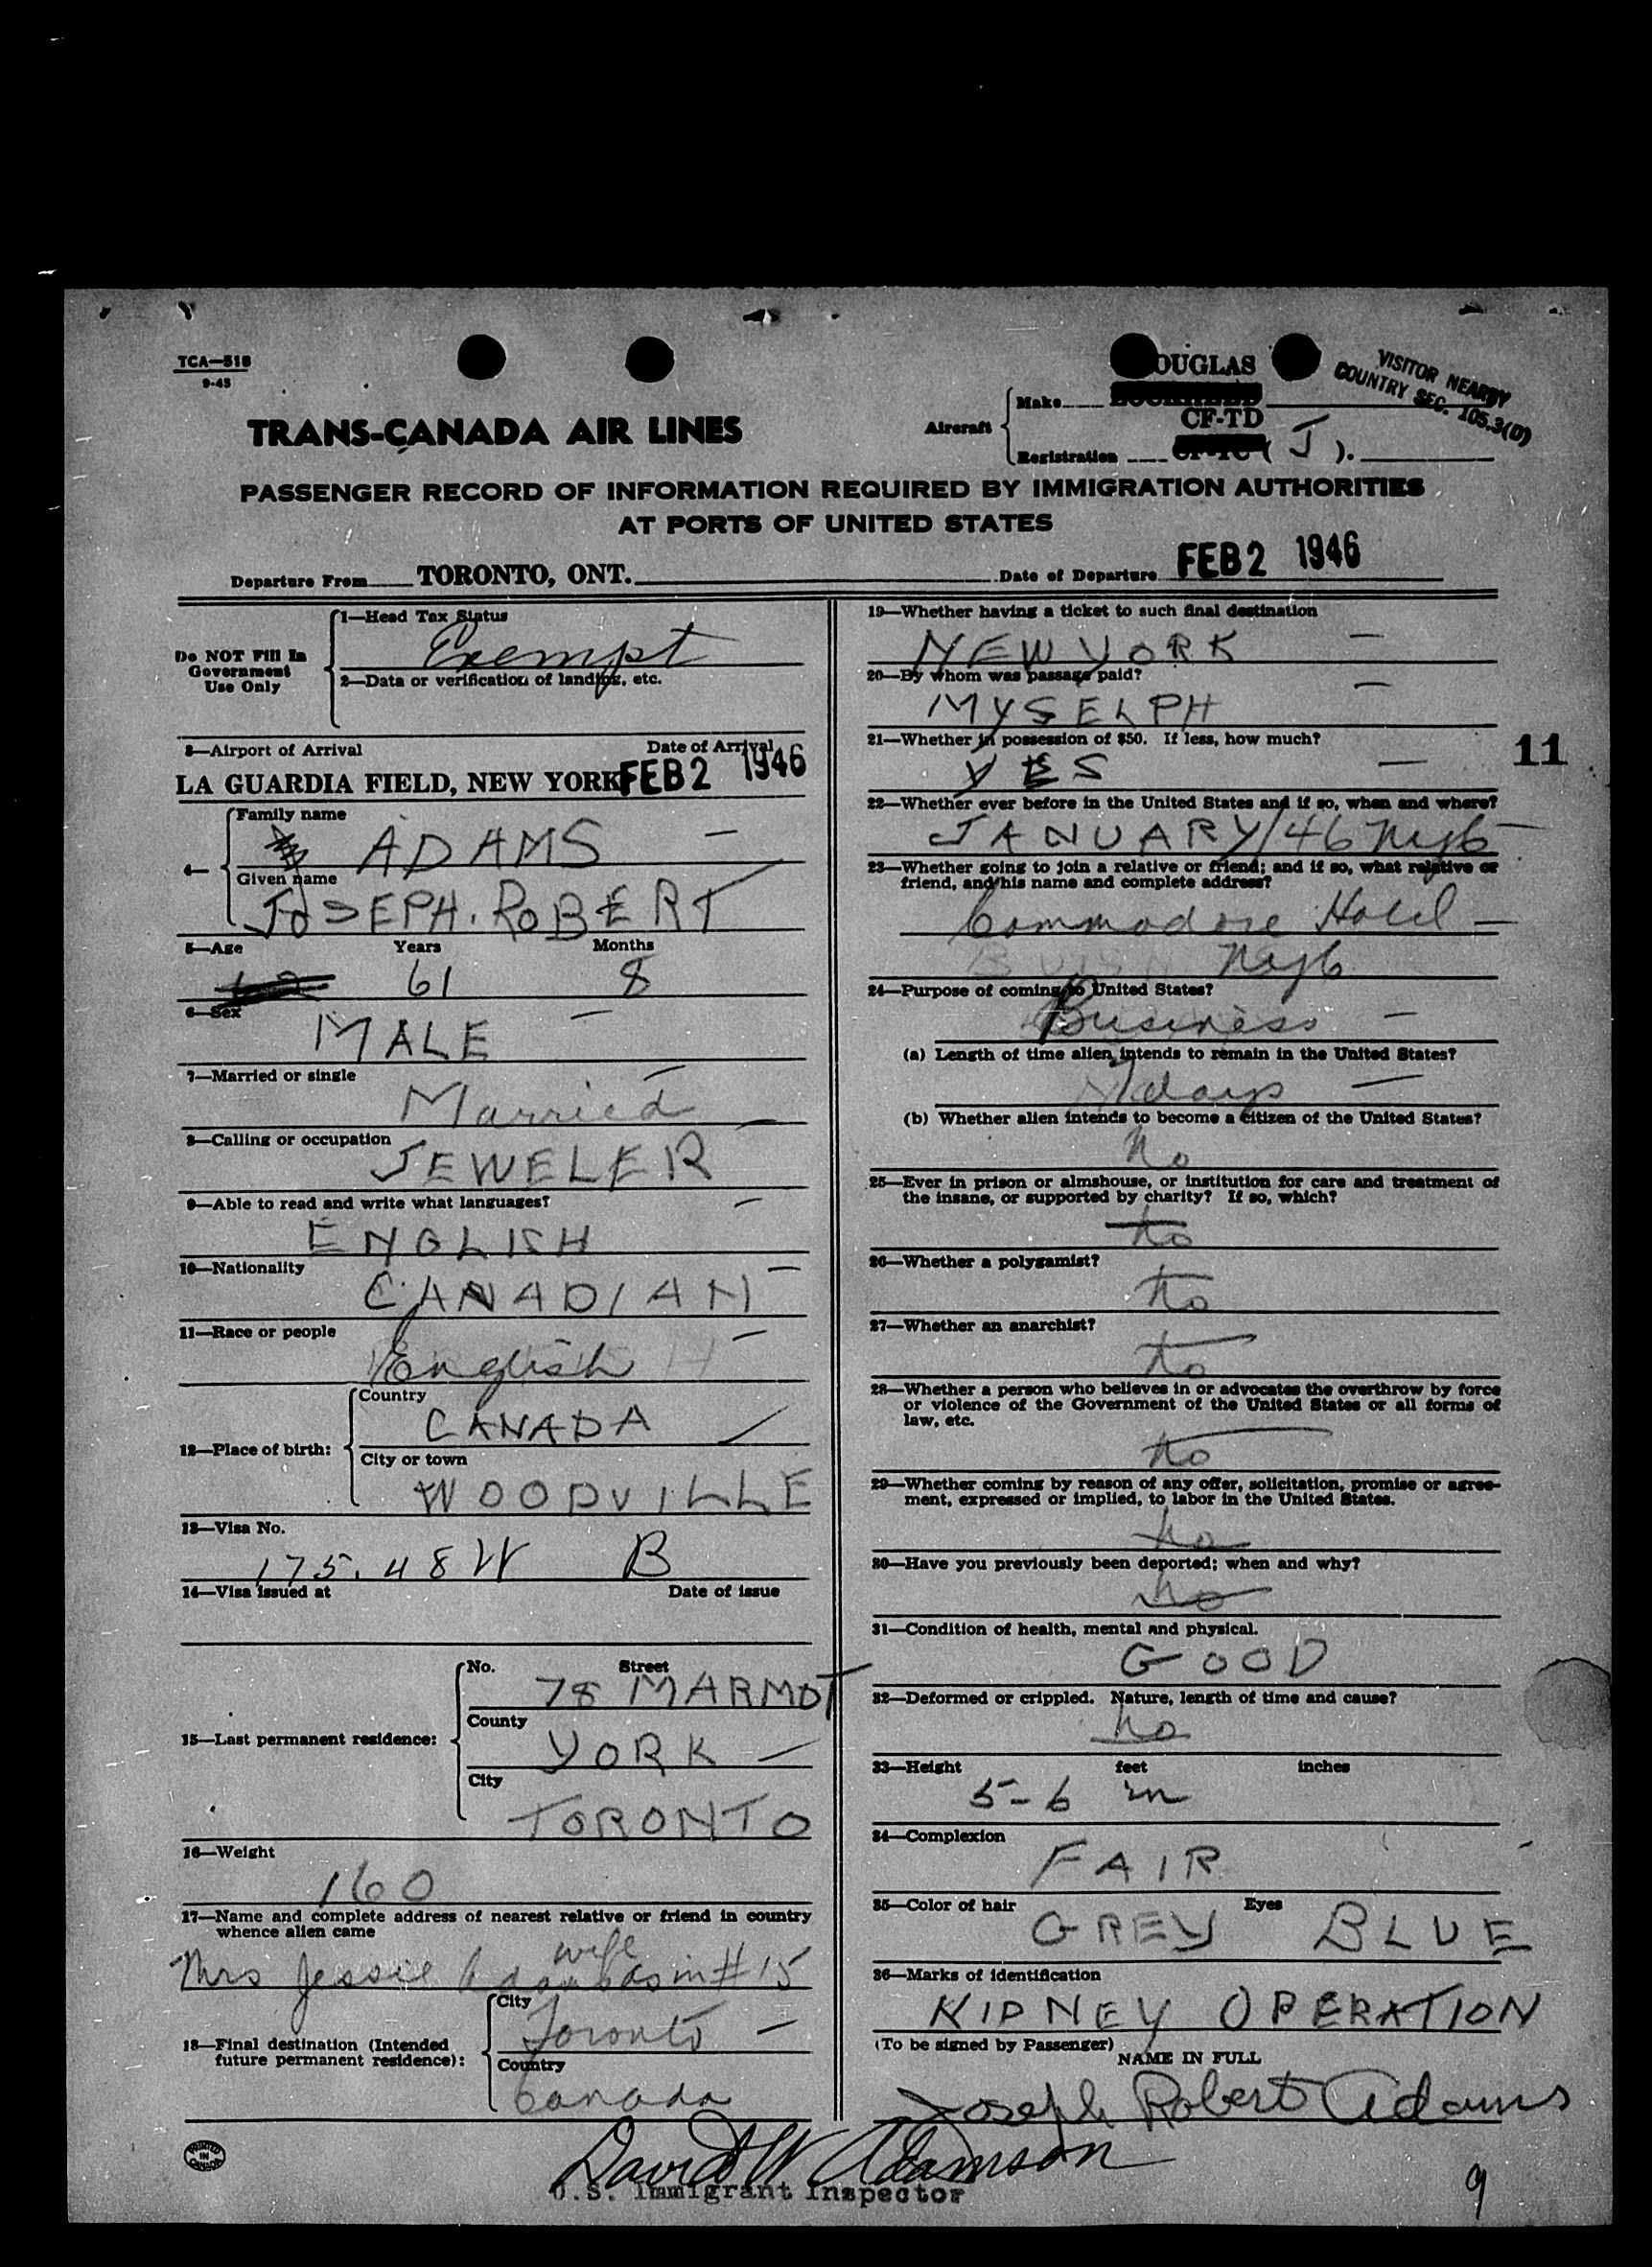 TCA—518
9-45
DOUGLAS
VISITOR NEARBY
COUNTRY SEC. 105.3(D)
Aircraft
Make
CF-TD
Registration ( J ).
TRANS-CANADA AIR LINES
PASSENGER RECORD OF INFORMATION REQUIRED BY IMMIGRATION AUTHORITIES
AT PORTS OF UNITED STATES
Departure From TORONTO, ONT. Date of Departure FEB 2 1946
Do NOT Fill In
Government
Use Only
1—Head Tax Status
Exempt
2—Data or verification of landing, etc.
3—Airport of Arrival Date of Arrival
LA GUARDIA FIELD, NEW YORK FEB 2 1946
4—
Family name
ADAMS —
Given name
JOSEPH. ROBERT
5—Age Years Months
61 8
6—Sex
MALE —
7—Married or single
Married —
8—Calling or occupation
JEWELER
9—Able to read and write what languages?
ENGLISH —
10—Nationality
CANADIAN —
11—Race or people
English —
12—Place of birth:
Country
CANADA
City or town
WOODVILLE
13—Visa No.
175.48W B
14—Visa issued at Date of issue
15—Last permanent residence:
No. Street
78 MARMOT
County
YORK —
City
TORONTO
16—Weight
160
17—Name and complete address of nearest relative or friend in country
whence alien came
wife
Mrs Jessie Adams as in #15
18—Final destination (Intended
future permanent residence):
City
Toronto —
Country
Canada
19—Whether having a ticket to such final destination
NEW YORK —
20—By whom was passage paid?
MYSELPH —
21—Whether in possession of $50. If less, how much?
YES —
11
22—Whether ever before in the United States and if so, when and where?
JANUARY/46 NYC —
23—Whether going to join a relative or friend; and if so, what relative or
friend, and his name and complete address?
Commodore Hotel —
NYC
24—Purpose of coming to United States?
Business —
(a) Length of time alien intends to remain in the United States?
days —
(b) Whether alien intends to become a citizen of the United States?
No
25—Ever in prison or almshouse, or institution for care and treatment of
the insane, or supported by charity? If so, which?
No
26—Whether a polygamist?
No
27—Whether an anarchist?
No
28—Whether a person who believes in or advocates the overthrow by force
or violence of the Government of the United States or all forms of
law, etc.
No
29—Whether coming by reason of any offer, solicitation, promise or agree-
ment, expressed or implied, to labor in the United States.
No
30—Have you previously been deported; when and why?
No
31—Condition of health, mental and physical.
GOOD
32—Deformed or crippled. Nature, length of time and cause?
No
33—Height feet inches
5-6 in
34—Complexion
FAIR
35—Color of hair Eyes
GREY BLUE
36—Marks of identification
KIDNEY OPERATION
(To be signed by Passenger)
NAME IN FULL
Joseph Robert Adams
David W. Adamson
U.S. Immigrant Inspector
PRINTED
IN
CANADA
9